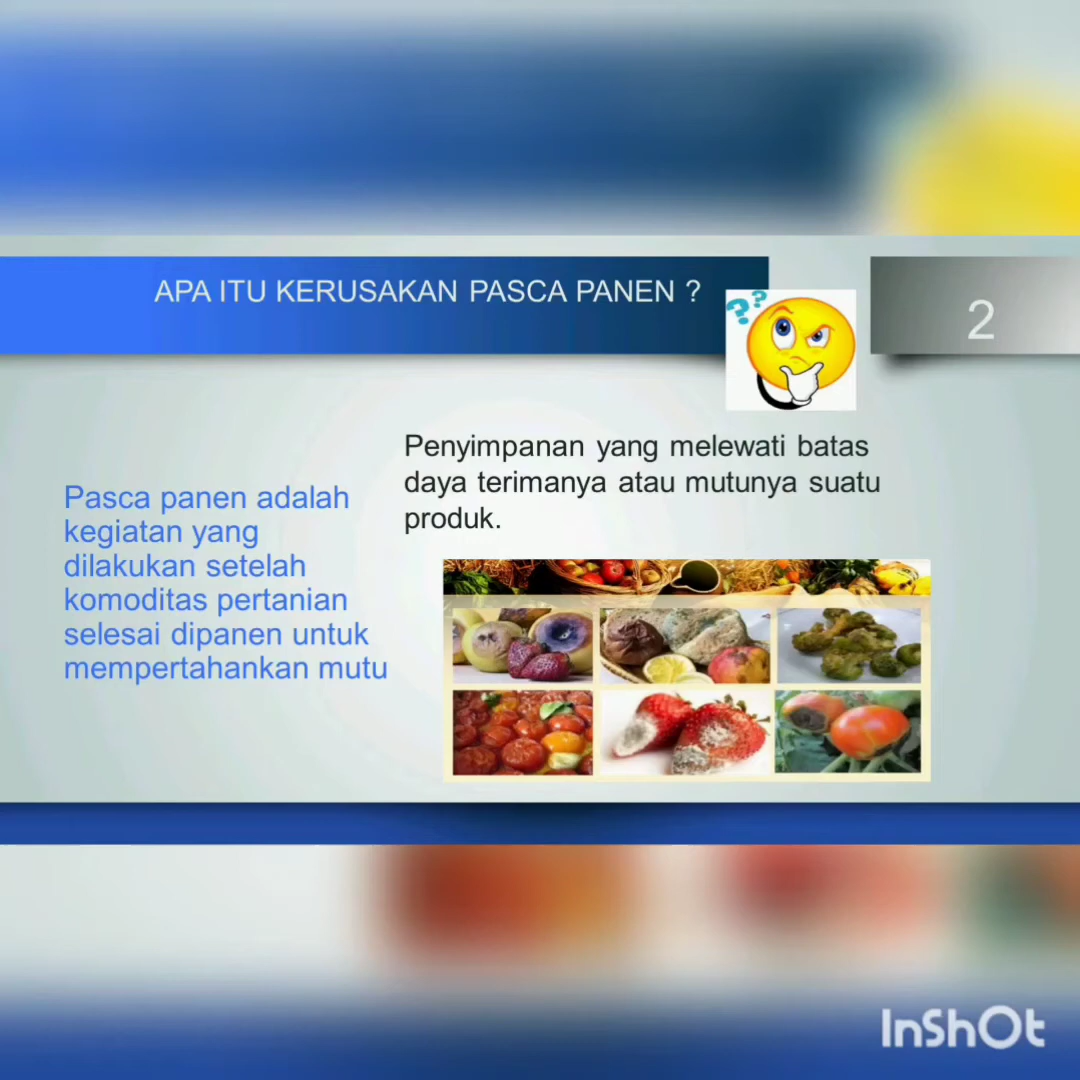 APA ITU KERUSAKAN PASCA PANEN ?
??
2
Pasca panen adalah
kegiatan yang
dilakukan setelah
komoditas pertanian
selesai dipanen untuk
mempertahankan mutu
Penyimpanan yang melewati batas
daya terimanya atau mutunya suatu
produk.
InShOt